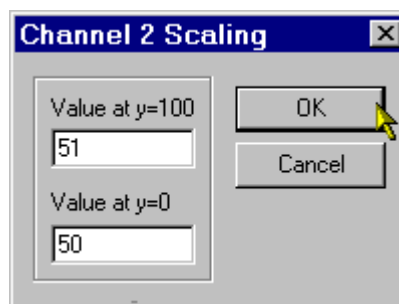 Channel 2 Scaling
Value at y=100
51
Value at y=0
50
OK
Cancel